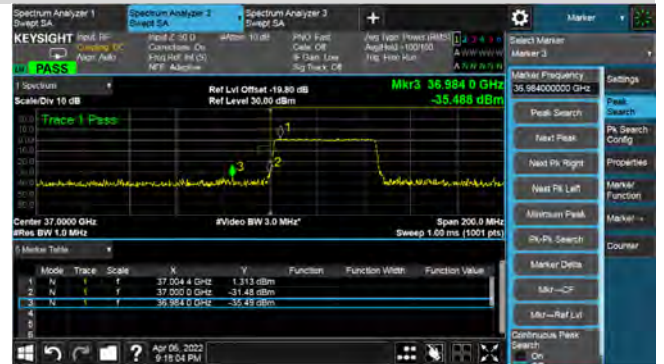 Spectrum Analyzer 1
Swept SA
Spectrum Analyzer 2
Swept SA
Spectrum Analyzer 3
Swept SA
+
Marker
KEYSIGHT Input: RF
Coupling: DC
Align: Auto
Input Z: 50 Ω
Corrections: On
Freq Ref: Int (S)
NFE: Adaptive
#Atten: 10 dB
PNO: Fast
Gate: Off
IF Gain: Low
Sig Track: Off
Avg Type: Power (RMS)
Avg|Hold: >100/100
Trig: Free Run
PASS
Select Marker
Marker 3
1 Spectrum
Scale/Div 10 dB
Ref Lvl Offset -19.80 dB
Ref Level 30.00 dBm
Mkr3 36.984 0 GHz
-35.488 dBm
Trace 1 Pass
1
2
3
Center 37.0000 GHz
#Res BW 1.0 MHz
#Video BW 3.0 MHz*
Span 200.0 MHz
Sweep 1.00 ms (1001 pts)
5 Marker Table
Mode Trace Scale X Y Function Function Width Function Value
1 N 1 f 37.004 4 GHz 1.313 dBm
2 N 1 f 37.000 0 GHz -31.48 dBm
3 N 1 f 36.984 0 GHz -35.49 dBm
4
5
6
Marker Frequency
36.984000000 GHz
Peak Search
Next Peak
Next Pk Right
Next Pk Left
Minimum Peak
Pk-Pk Search
Marker Delta
Mkr→CF
Mkr→Ref Lvl
Continuous Peak
Search
On
Settings
Peak
Search
Pk Search
Config
Properties
Marker
Function
Marker→
Counter
?
Apr 06, 2022
9:18:04 PM